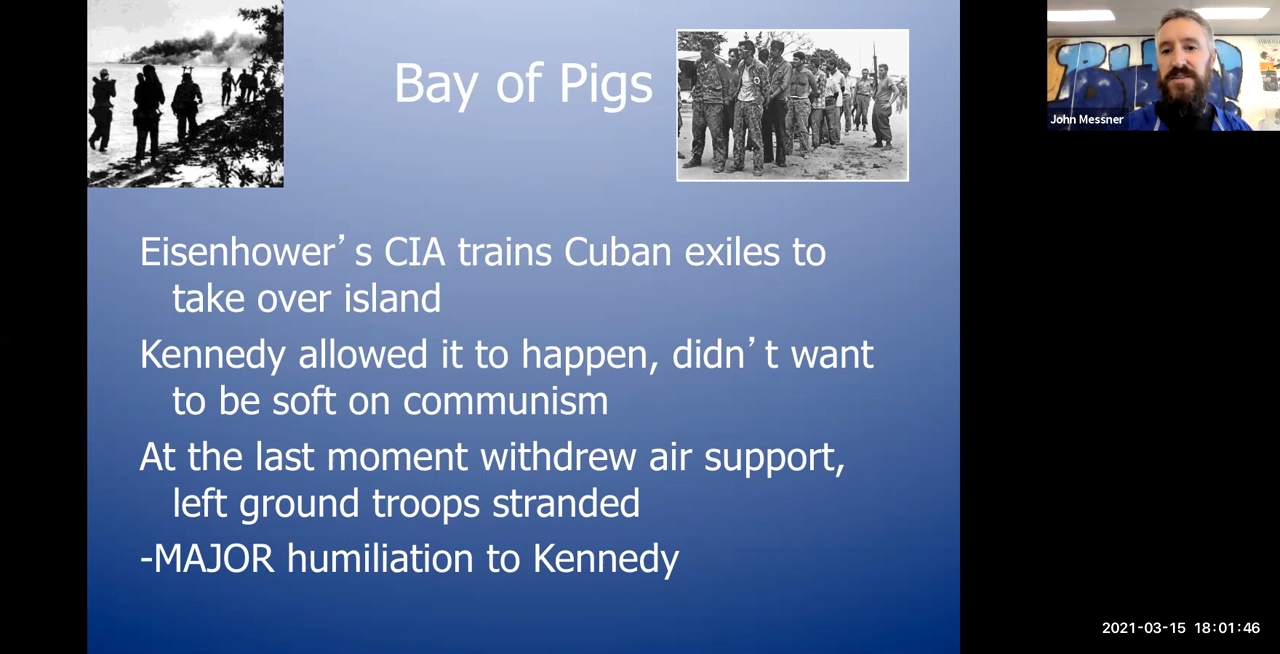 Bay of Pigs
John Messner
Eisenhower’s CIA trains Cuban exiles to
take over island
Kennedy allowed it to happen, didn’t want
to be soft on communism
At the last moment withdrew air support,
left ground troops stranded
-MAJOR humiliation to Kennedy
2021-03-15 18:01:46